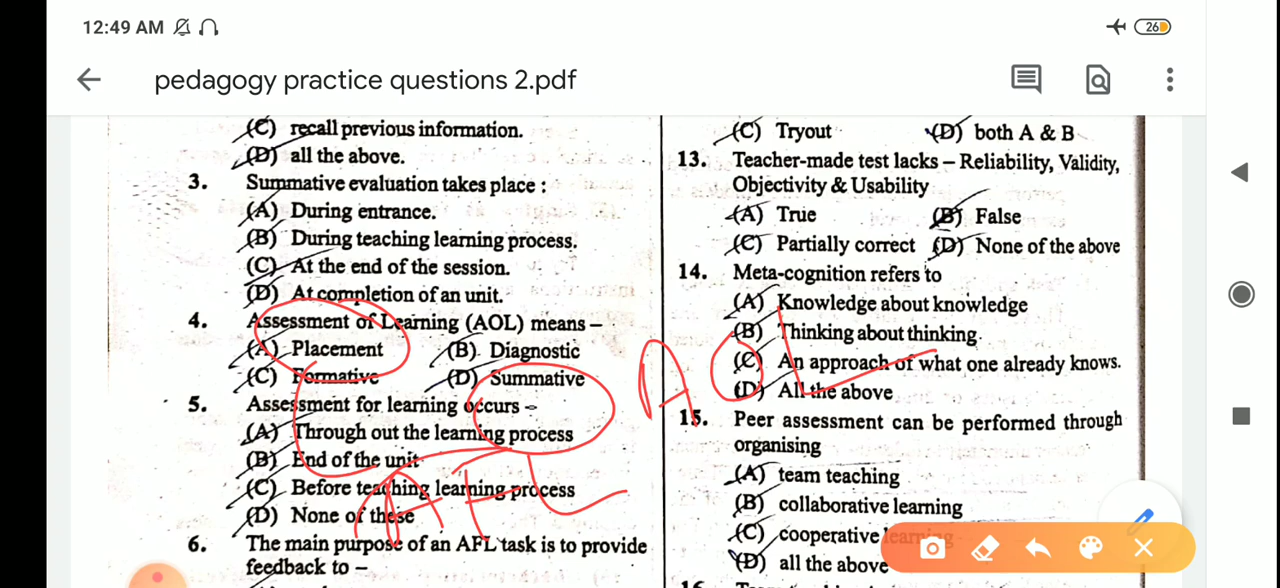 12:49 AM
26
pedagogy practice questions 2.pdf
(C) recall previous information.
(D) all the above.
3. Summative evaluation takes place :
(A) During entrance.
(B) During teaching learning process.
(C) At the end of the session.
(D) At completion of an unit.
4. Assessment of Learning (AOL) means –
(A) Placement (B) Diagnostic
(C) Formative (D) Summative
5. Assessment for learning occurs –
(A) Through out the learning process
(B) End of the unit
(C) Before teaching learning process
(D) None of these
6. The main purpose of an AFL task is to provide
feedback to –
AFL
AOL
(C) Tryout (D) both A & B
13. Teacher-made test lacks – Reliability, Validity,
Objectivity & Usability
(A) True (B) False
(C) Partially correct (D) None of the above
14. Meta-cognition refers to
(A) Knowledge about knowledge
(B) Thinking about thinking.
(C) An approach of what one already knows.
(D) All the above
15. Peer assessment can be performed through
organising
(A) team teaching
(B) collaborative learning
(C) cooperative learning
(D) all the above